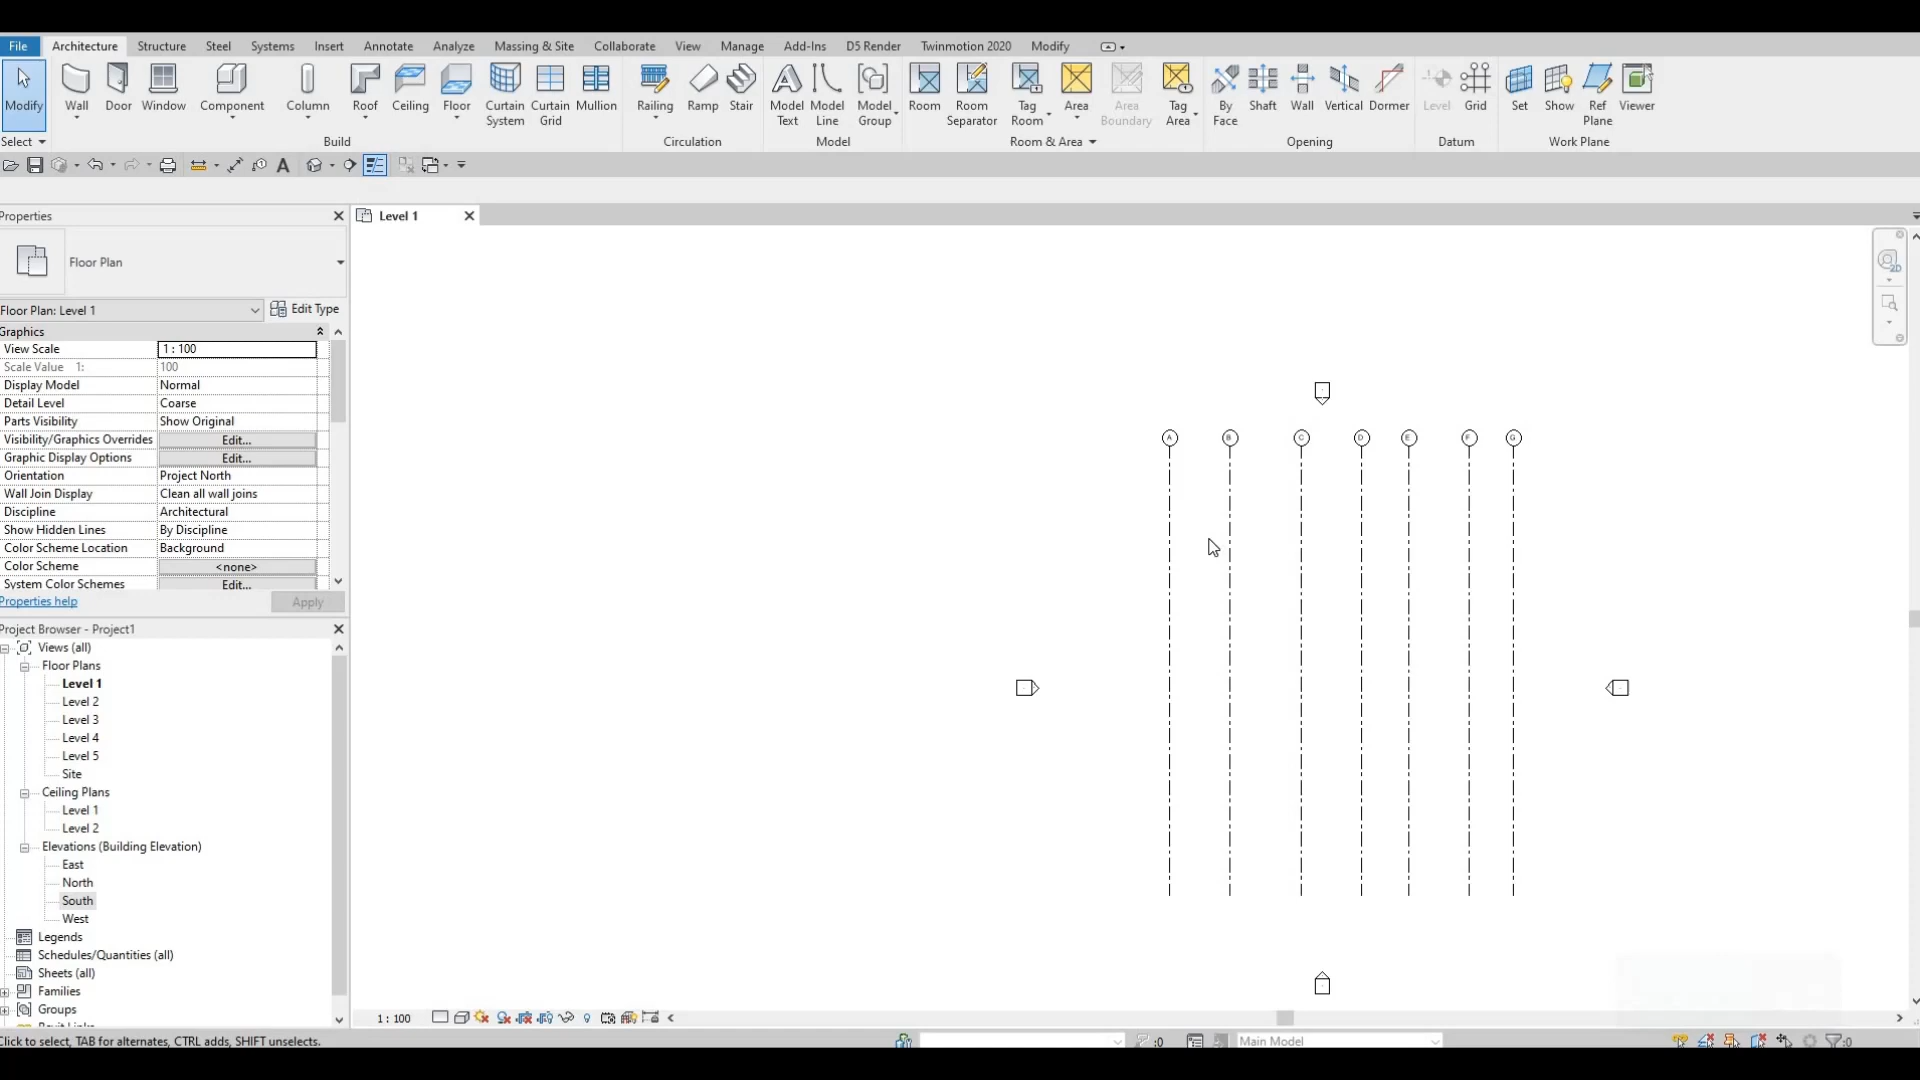 File Architecture Structure Steel Systems Insert Annotate Analyze Massing & Site Collaborate View Manage Add-Ins D5 Render Twinmotion 2020 Modify
Modify Wall Door Window Component Column Roof Ceiling Floor Curtain System Curtain Grid Mullion Railing Ramp Stair Model Text Model Line Model Group Room Room Separator Tag Room Area Area Boundary Tag Area By Face Shaft Wall Vertical Dormer Level Grid Set Show Ref Plane Viewer
Select Build Circulation Model Room & Area Opening Datum Work Plane
Properties
Level 1
Floor Plan
Floor Plan: Level 1
Edit Type
Graphics
View Scale 1 : 100
Scale Value 1: 100
Display Model Normal
Detail Level Coarse
Parts Visibility Show Original
Visibility/Graphics Overrides Edit...
Graphic Display Options Edit...
Orientation Project North
Wall Join Display Clean all wall joins
Discipline Architectural
Show Hidden Lines By Discipline
Color Scheme Location Background
Color Scheme <none>
System Color Schemes Edit...
Properties help Apply
Project Browser - Project1
Views (all)
Floor Plans
Level 1
Level 2
Level 3
Level 4
Level 5
Site
Ceiling Plans
Level 1
Level 2
Elevations (Building Elevation)
East
North
South
West
Legends
Schedules/Quantities (all)
Sheets (all)
Families
Groups
A B C D E F G
2D
1 : 100
Click to select, TAB for alternates, CTRL adds, SHIFT unselects.
:0
Main Model
:0